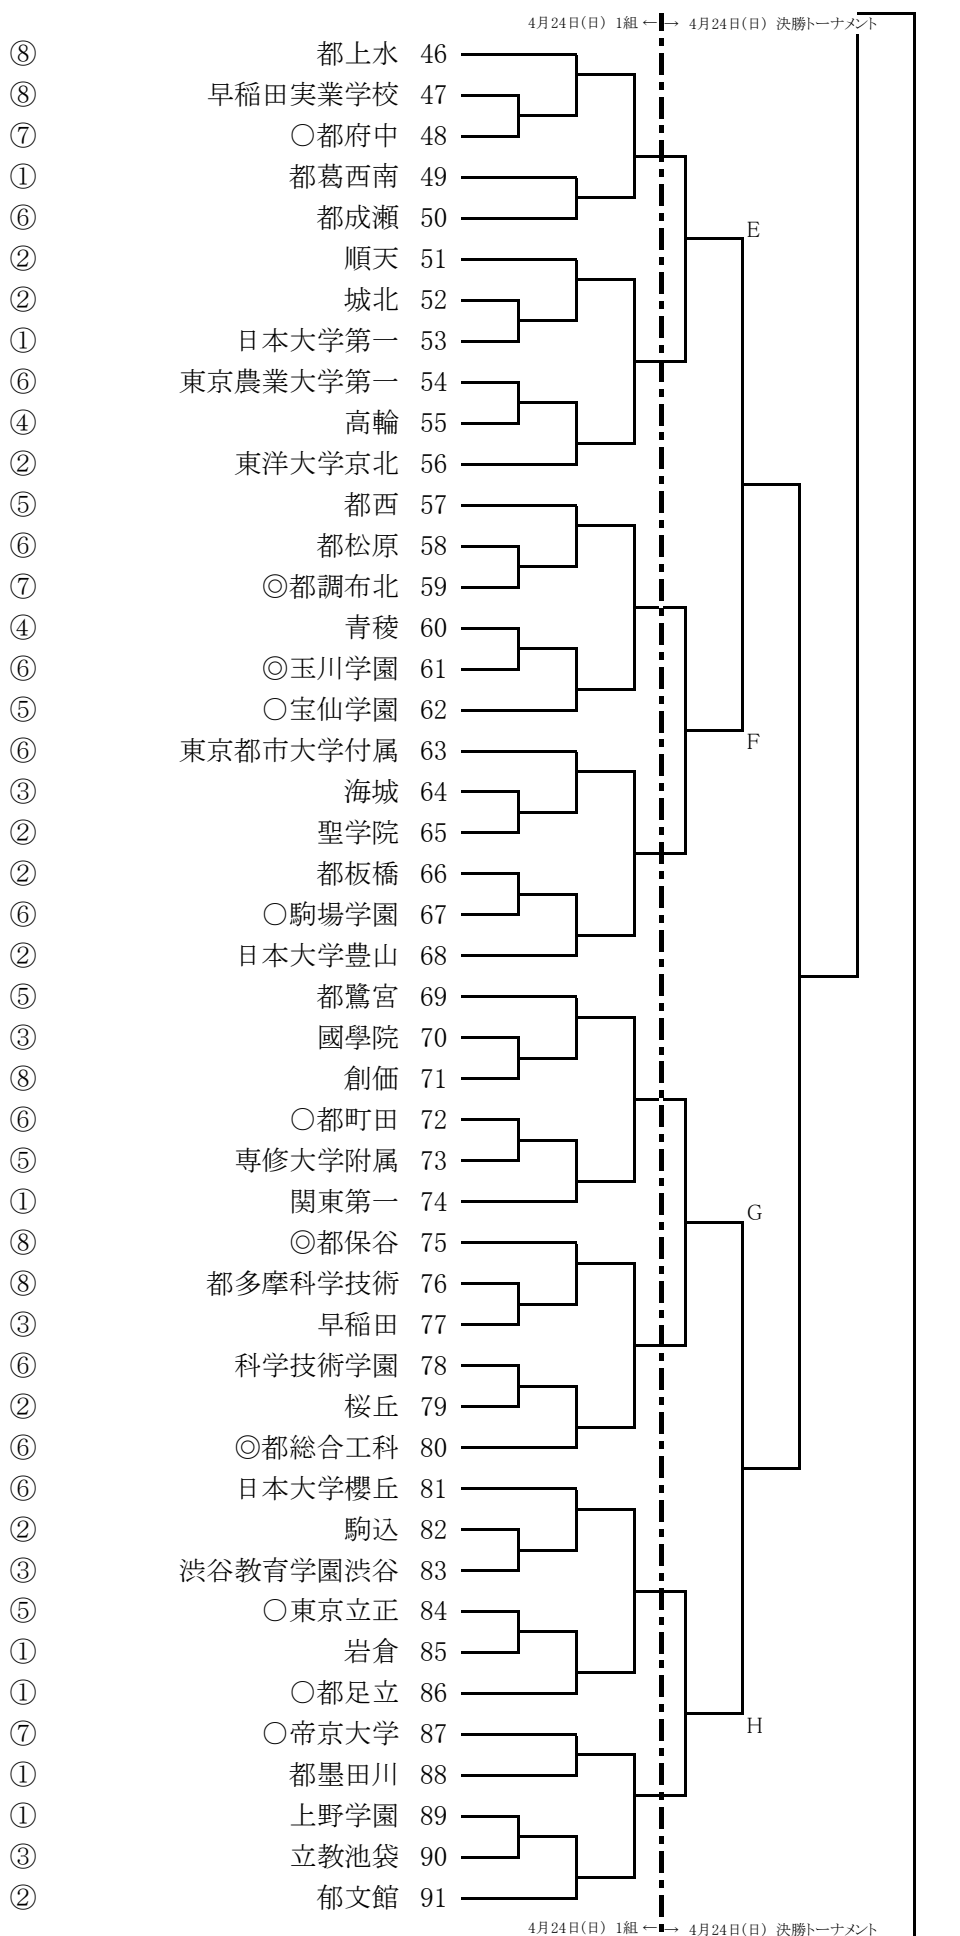 4月24日(日) 1組 ←→ 4月24日(日) 決勝トーナメント
⑧ 都上水 46
⑧ 早稲田実業学校 47
⑦ ○都府中 48
① 都葛西南 49
⑥ 都成瀬 50
E
② 順天 51
② 城北 52
① 日本大学第一 53
⑥ 東京農業大学第一 54
④ 高輪 55
② 東洋大学京北 56
⑤ 都西 57
⑥ 都松原 58
⑦ ◎都調布北 59
④ 青稜 60
⑥ ◎玉川学園 61
⑤ ○宝仙学園 62
F
⑥ 東京都市大学付属 63
③ 海城 64
② 聖学院 65
② 都板橋 66
⑥ ○駒場学園 67
② 日本大学豊山 68
⑤ 都鷺宮 69
③ 國學院 70
⑧ 創価 71
⑥ ○都町田 72
⑤ 専修大学附属 73
① 関東第一 74
G
⑧ ◎都保谷 75
⑧ 都多摩科学技術 76
③ 早稲田 77
⑥ 科学技術学園 78
② 桜丘 79
⑥ ◎都総合工科 80
⑥ 日本大学櫻丘 81
② 駒込 82
③ 渋谷教育学園渋谷 83
⑤ ○東京立正 84
① 岩倉 85
① ○都足立 86
H
⑦ ○帝京大学 87
① 都墨田川 88
① 上野学園 89
③ 立教池袋 90
② 郁文館 91
4月24日(日) 1組 ←→ 4月24日(日) 決勝トーナメント